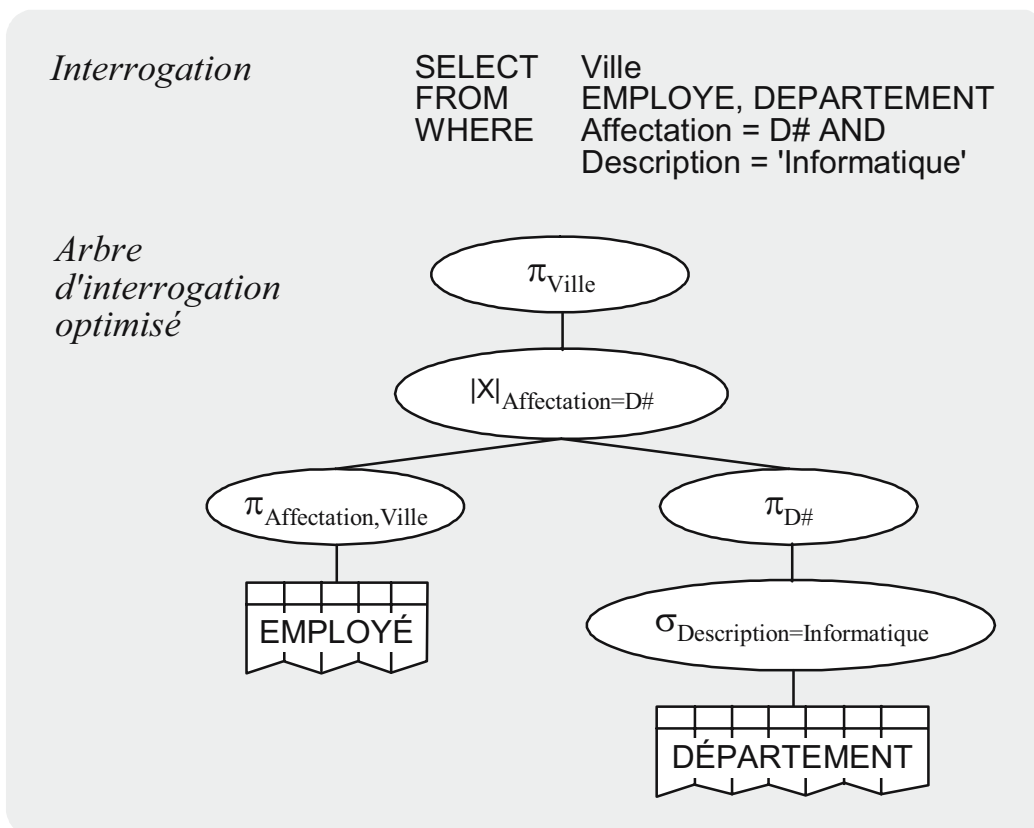 Interrogation
SELECT Ville
FROM EMPLOYE, DEPARTEMENT
WHERE Affectation = D# AND
Description = 'Informatique'
Arbre
d'interrogation
optimisé
πVille
|X|Affectation=D#
πAffectation,Ville
πD#
EMPLOYÉ
σDescription=Informatique
DÉPARTEMENT